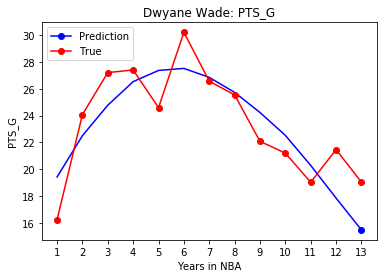 Dwyane Wade: PTS_G
Prediction
True
PTS_G
30
28
26
24
22
20
18
16
1 2 3 4 5 6 7 8 9 10 11 12 13
Years in NBA